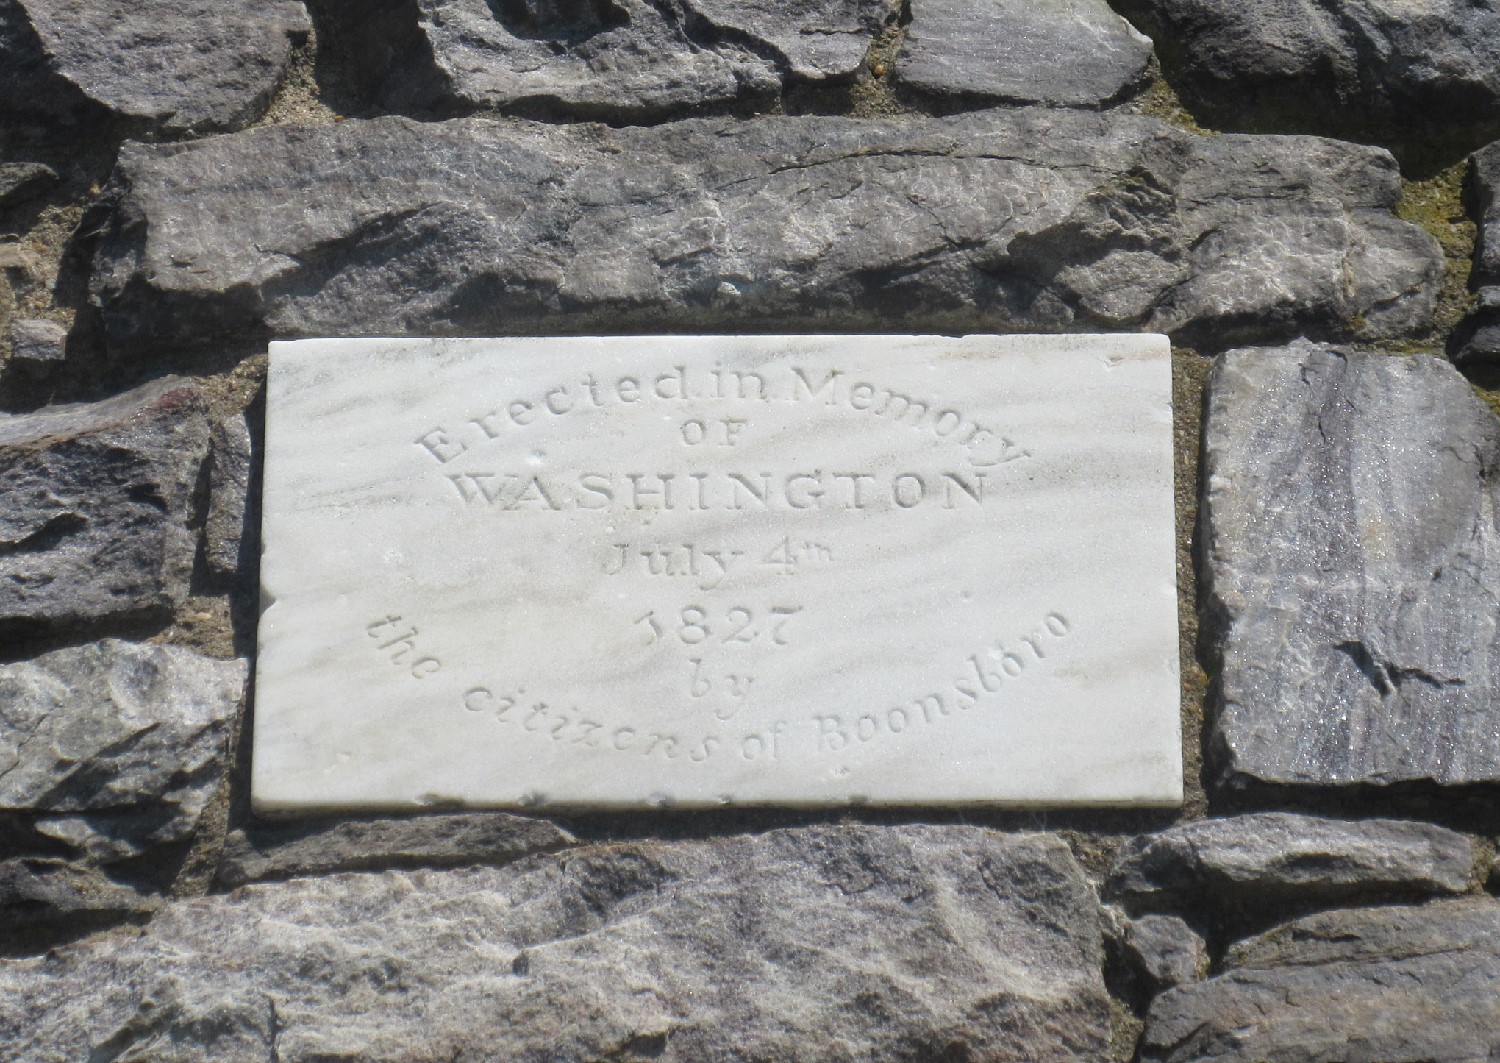 Erected in Memory
OF
WASHINGTON
July 4th
1827
by
the citizens of Boonsboro